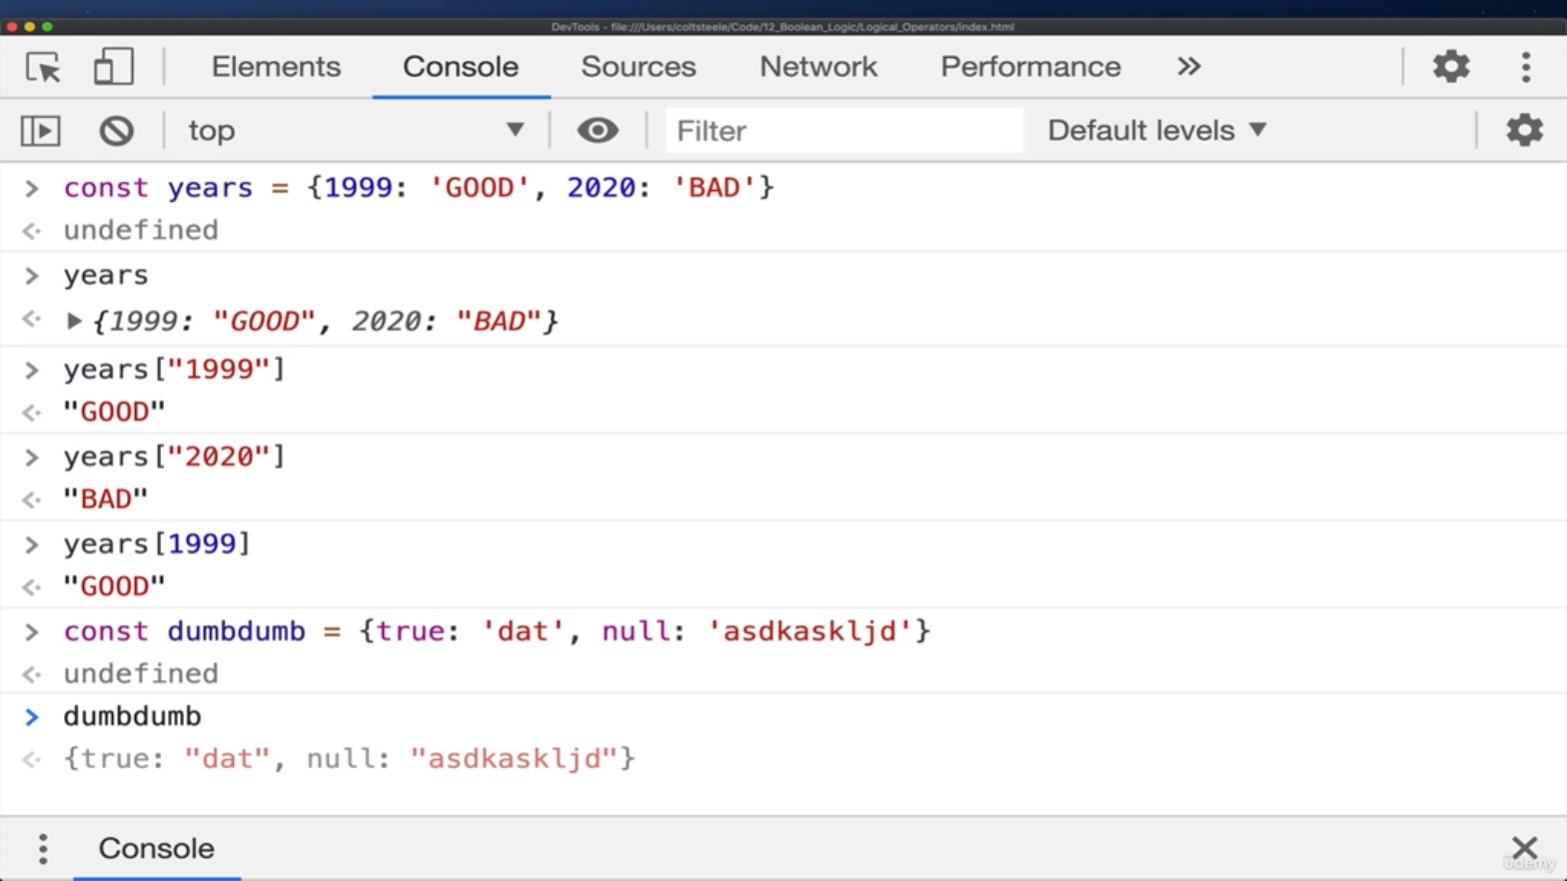 DevTools - file:///Users/coltsteele/Code/12_Boolean_Logic/Logical_Operators/index.html
Elements Console Sources Network Performance »
top Filter Default levels
> const years = {1999: 'GOOD', 2020: 'BAD'}
undefined
> years
{1999: "GOOD", 2020: "BAD"}
> years["1999"]
"GOOD"
> years["2020"]
"BAD"
> years[1999]
"GOOD"
> const dumbdumb = {true: 'dat', null: 'asdkaskljd'}
undefined
> dumbdumb
{true: "dat", null: "asdkaskljd"}
Console
ûdemy